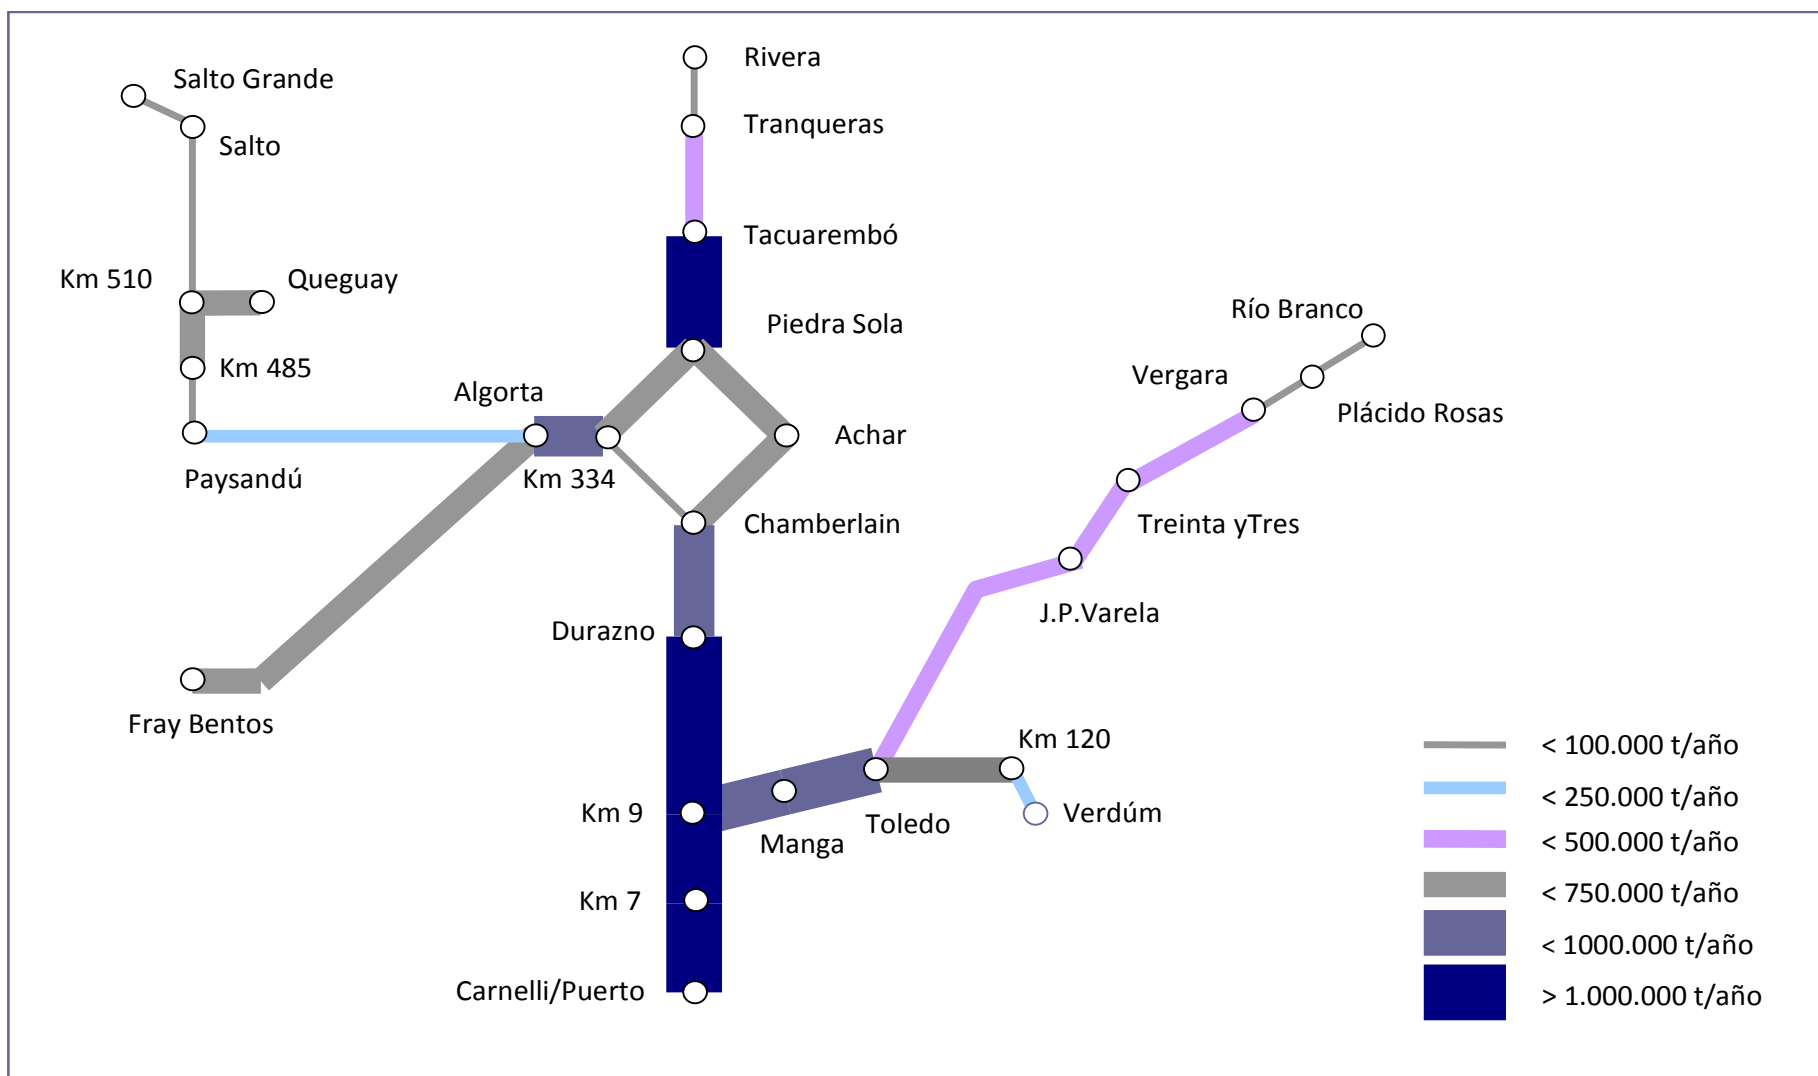 Rivera
Salto Grande
Tranqueras
Salto
Tacuarembó
Km 510
Queguay
Río Branco
Piedra Sola
Km 485
Vergara
Algorta
Plácido Rosas
Achar
Paysandú
Km 334
Chamberlain
Treinta yTres
J.P.Varela
Durazno
Fray Bentos
Km 120
< 100.000 t/año
< 250.000 t/año
Km 9
Verdúm
Toledo
Manga
< 500.000 t/año
< 750.000 t/año
Km 7
< 1000.000 t/año
Carnelli/Puerto
> 1.000.000 t/año